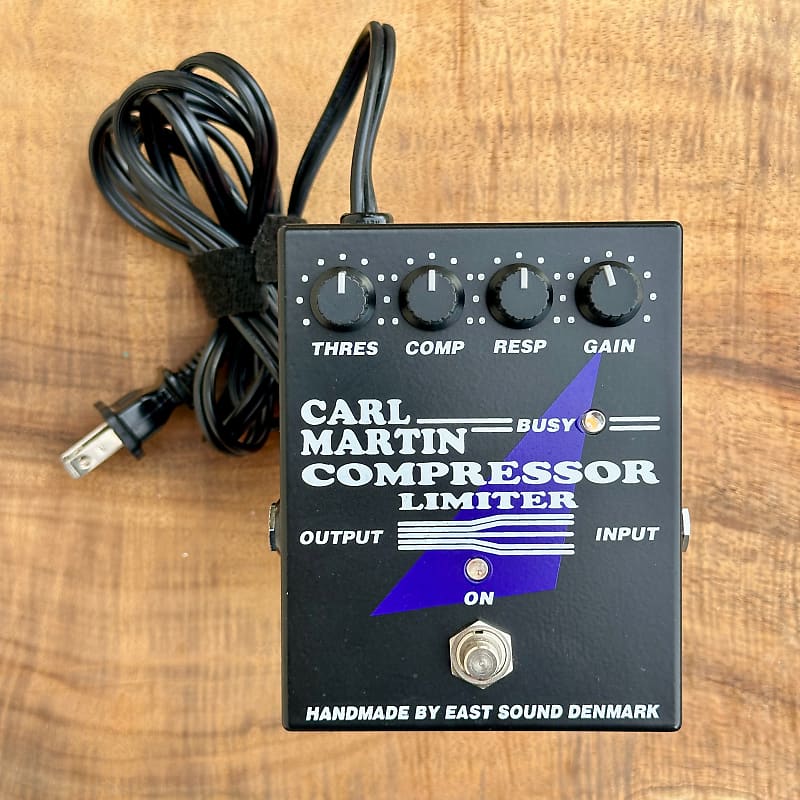 THRES COMP RESP GAIN
CARL
MARTIN
BUSY
COMPRESSOR
LIMITER
OUTPUT INPUT
ON
HANDMADE BY EAST SOUND DENMARK